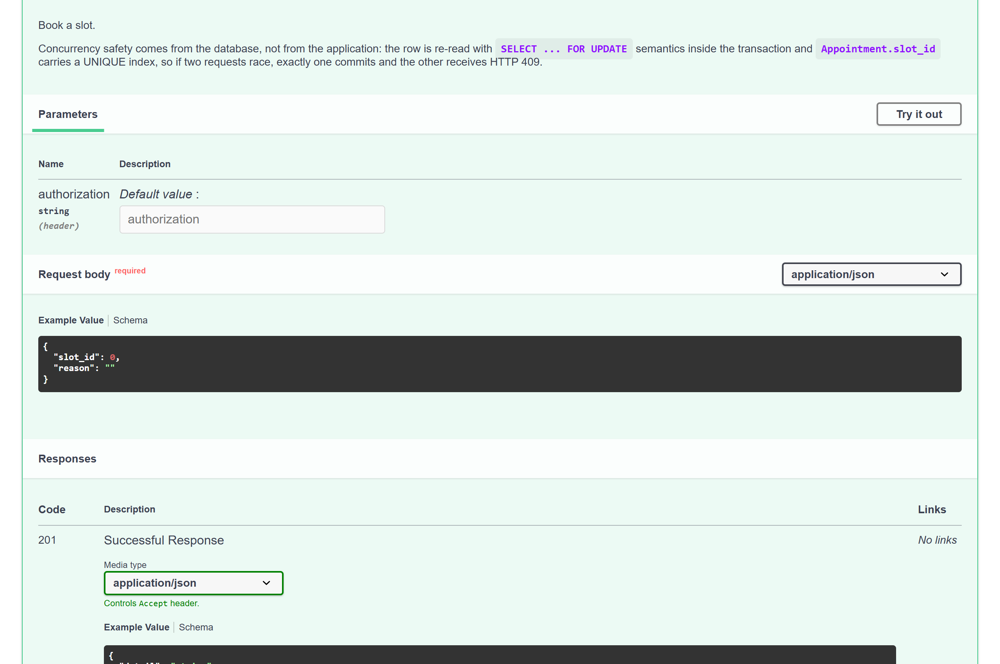 Book a slot.
Concurrency safety comes from the database, not from the application: the row is re-read with SELECT ... FOR UPDATE semantics inside the transaction and Appointment.slot_id
carries a UNIQUE index, so if two requests race, exactly one commits and the other receives HTTP 409.
Parameters
Try it out
Name Description
authorization Default value :
string
authorization
(header)
Request body required
application/json
Example Value Schema
{
"slot_id": 0,
"reason": ""
}
Responses
Code Description Links
201 Successful Response No links
Media type
application/json
Controls Accept header.
Example Value Schema
{